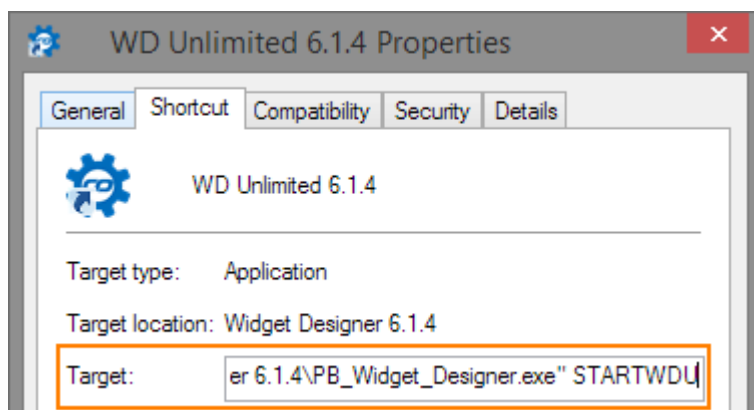 WD Unlimited 6.1.4 Properties
General Shortcut Compatibility Security Details
WD Unlimited 6.1.4
Target type: Application
Target location: Widget Designer 6.1.4
Target: er 6.1.4\PB_Widget_Designer.exe" STARTWDU